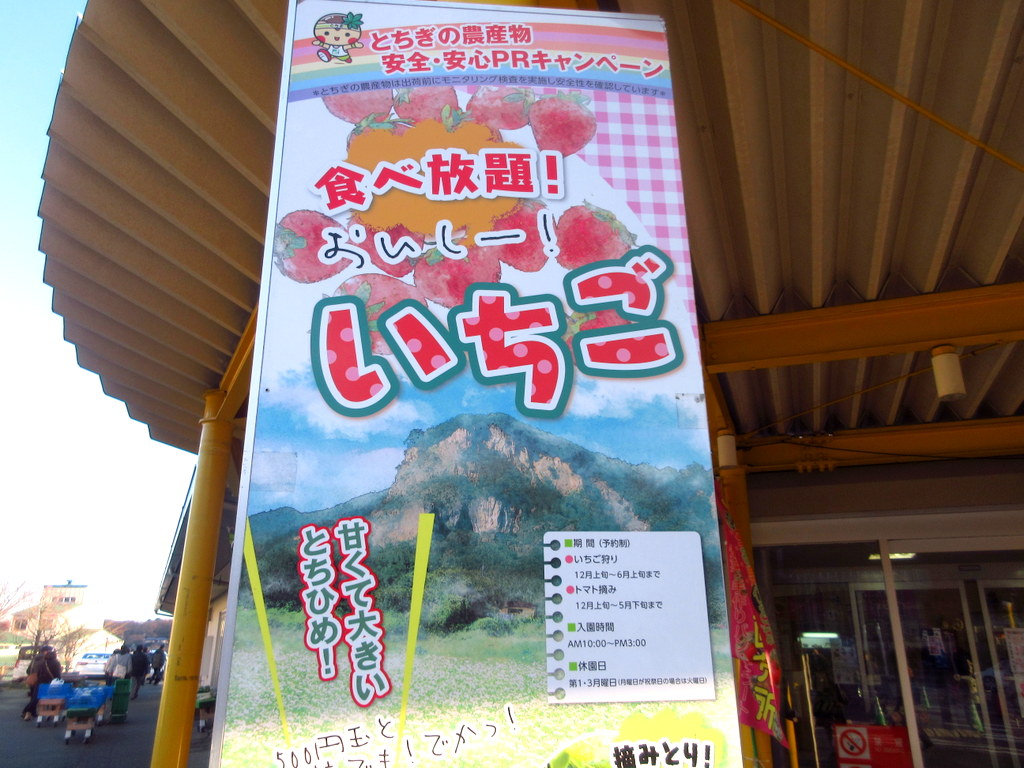 とちぎの農産物
安全・安心PRキャンペーン
※とちぎの農産物は出荷前にモニタリング検査を実施し安全性を確認しています※
食べ放題！
おいしー！
いちご
甘くて大きい
とちひめ！
■期 間（予約制）
●いちご狩り
12月上旬〜6月上旬まで
●トマト摘み
12月上旬〜5月下旬まで
■入園時間
AM10:00〜PM3:00
■休園日
第1・3月曜日（月曜日が祝祭日の場合は火曜日）
500円玉と
でも！でかっ！
摘みとり！